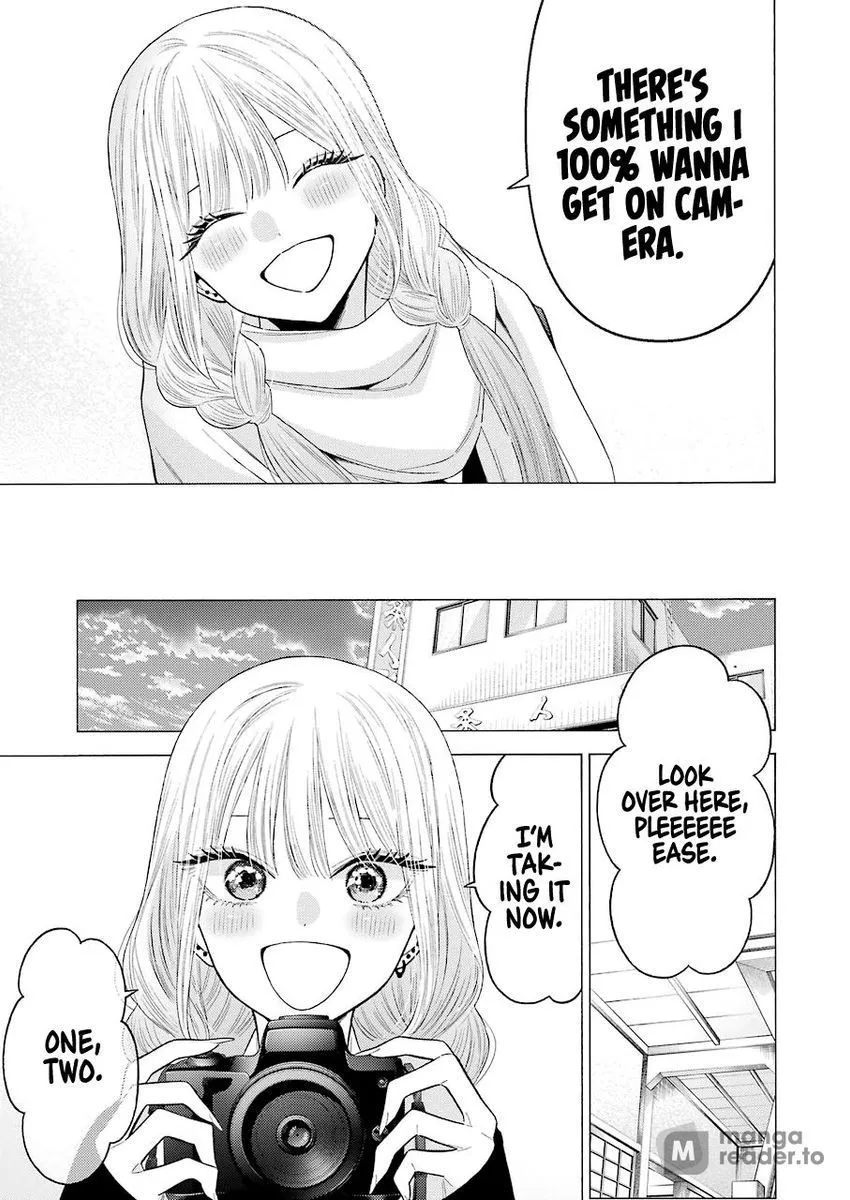 THERE'S
SOMETHING I
100% WANNA
GET ON CAM-
ERA.
人
LOOK
OVER HERE,
PLEEEEEE
EASE.
I'M
TAK-
ING IT
NOW.
ONE,
TWO.
M manga
reader.to